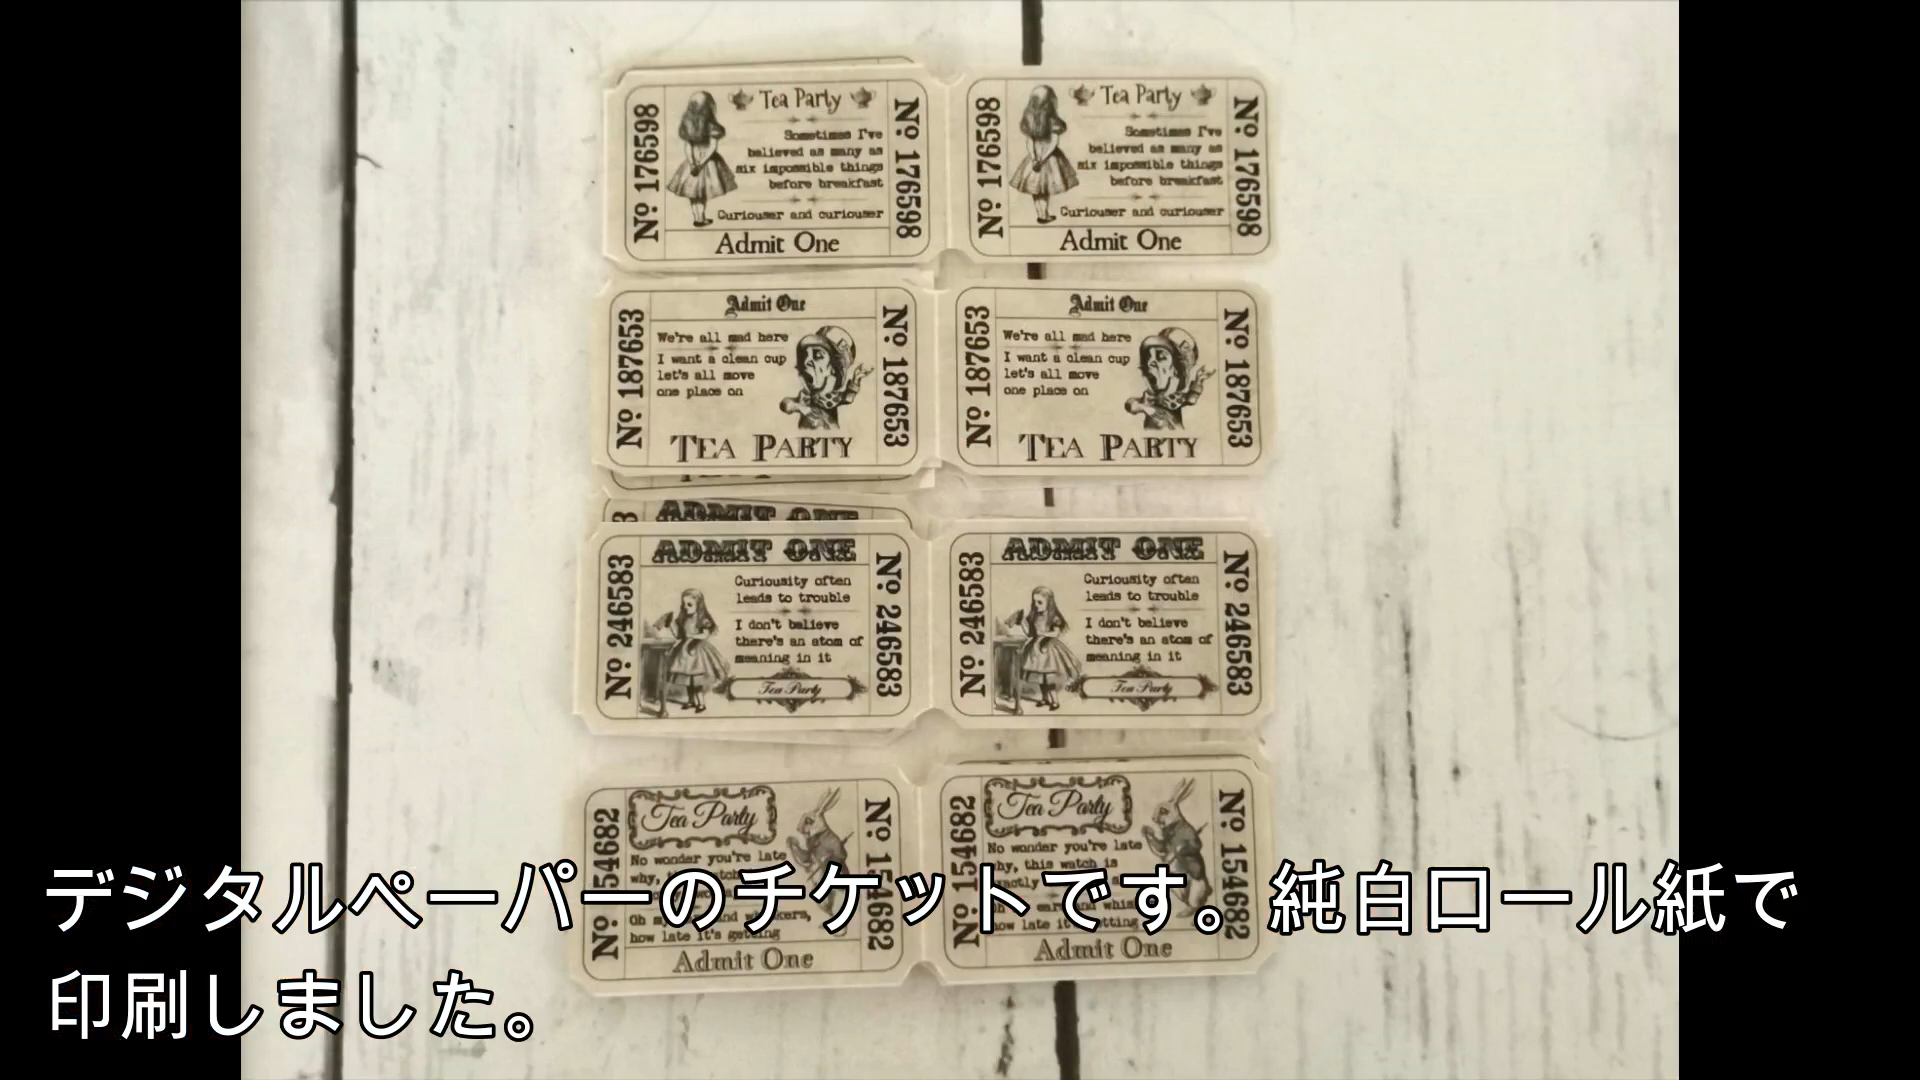 Tea Party
Sometimes I've
believed as many as
six impossible things
before breakfast
Curiouser and curiouser
Admit One
Nº 176598
Nº 176598
Tea Party
Sometimes I've
believed as many as
six impossible things
before breakfast
Curiouser and curiouser
Admit One
Nº 176598
Nº 176598
Admit One
We're all mad here
I want a clean cup
let's all move
one place on
TEA PARTY
Nº 187653
Nº 187653
Admit One
We're all mad here
I want a clean cup
let's all move
one place on
TEA PARTY
Nº 187653
Nº 187653
ADMIT ONE
ADMIT ONE
Curiousity often
leads to trouble
I don't believe
there's an atom of
meaning in it
Tea Party
Nº 246583
Nº 246583
ADMIT ONE
Curiousity often
leads to trouble
I don't believe
there's an atom of
meaning in it
Tea Party
Nº 246583
Nº 246583
Tea Party
No wonder you're late
why,
Oh
how late it's getting
Admit One
Nº 154682
Nº 154682
Tea Party
No wonder you're late
why, this watch is
how late
Admit One
Nº 154682
Nº 154682
デジタルペーパーのチケットです。純白ロール紙で
印刷しました。